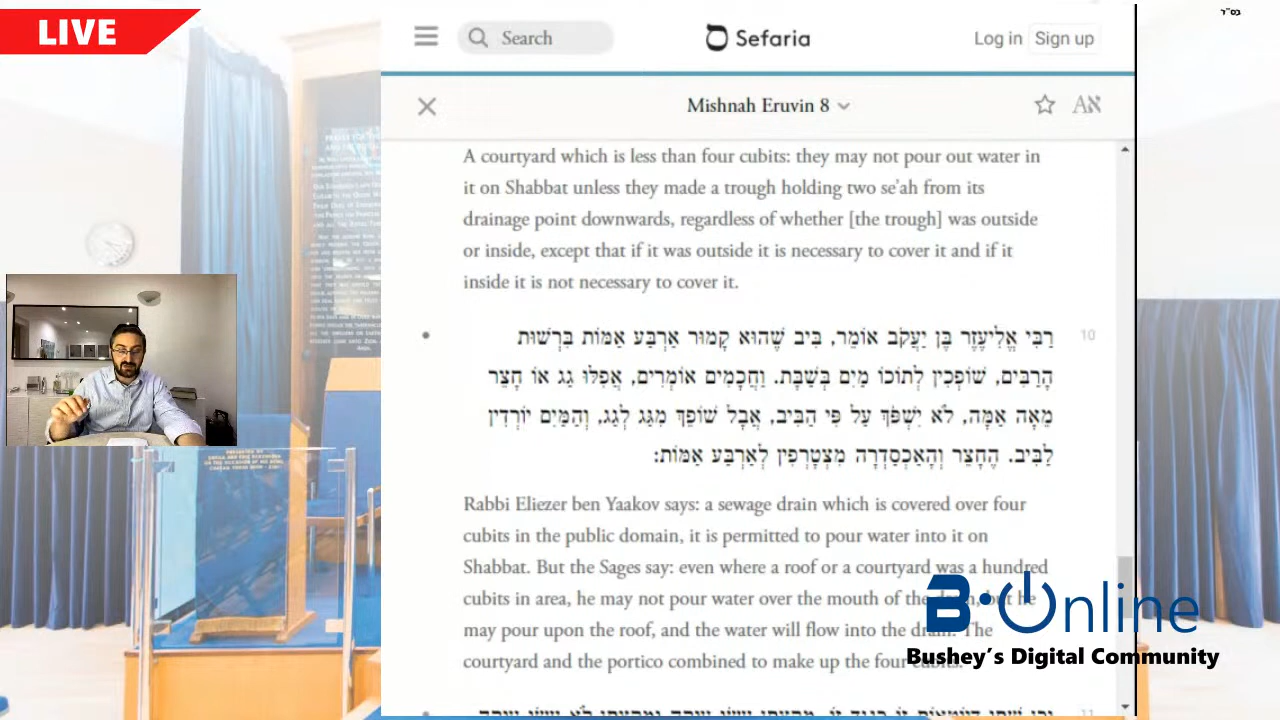 LIVE
בס"ד
Search
Sefaria
Log in
Sign up
Mishnah Eruvin 8
Aא
A courtyard which is less than four cubits: they may not pour out water in
it on Shabbat unless they made a trough holding two se'ah from its
drainage point downwards, regardless of whether [the trough] was outside
or inside, except that if it was outside it is necessary to cover it and if it
inside it is not necessary to cover it.
10
רַבִּי אֱלִיעֶזֶר בֶּן יַעֲקֹב אוֹמֵר, בִּיב שֶׁהוּא קָמוּר אַרְבַּע אַמּוֹת בִּרְשׁוּת
הָרַבִּים, שׁוֹפְכִין לְתוֹכוֹ מַיִם בְּשַׁבָּת. וַחֲכָמִים אוֹמְרִים, אֲפִלּוּ גַג אוֹ חָצֵר
מֵאָה אַמָּה, לֹא יִשְׁפֹּךְ עַל פִּי הַבִּיב, אֲבָל שׁוֹפֵךְ מִגַּג לְגַג, וְהַמַּיִם יוֹרְדִין
לַבִּיב. הֶחָצֵר וְהָאַכְסַדְרָה מִצְטָרְפִין לְאַרְבַּע אַמּוֹת:
Rabbi Eliezer ben Yaakov says: a sewage drain which is covered over four
cubits in the public domain, it is permitted to pour water into it on
Shabbat. But the Sages say: even where a roof or a courtyard was a hundred
cubits in area, he may not pour water over the mouth of the drain, but he
may pour upon the roof, and the water will flow into the drain. The
courtyard and the portico combined to make up the four cubits.
11
B·Online
Bushey's Digital Community